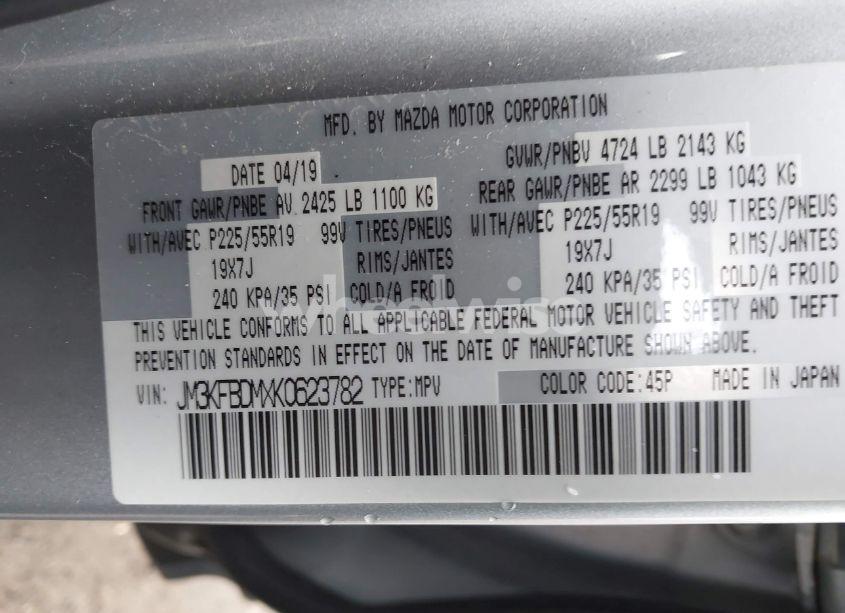 MFD. BY MAZDA MOTOR CORPORATION
DATE 04/19 GVWR/PNBV 4724 LB 2143 KG
FRONT GAWR/PNBE AV 2425 LB 1100 KG REAR GAWR/PNBE AR 2299 LB 1043 KG
WITH/AVEC P225/55R19 99V TIRES/PNEUS WITH/AVEC P225/55R19 99V TIRES/PNEUS
19X7J RIMS/JANTES 19X7J RIMS/JANTES
240 KPA/35 PSI COLD/A FROID 240 KPA/35 PSI COLD/A FROID
wheelwise
THIS VEHICLE CONFORMS TO ALL APPLICABLE FEDERAL MOTOR VEHICLE SAFETY AND THEFT
PREVENTION STANDARDS IN EFFECT ON THE DATE OF MANUFACTURE SHOWN ABOVE.
VIN: JM3KFBDMXK0623782 TYPE:MPV COLOR CODE:45P MADE IN JAPAN